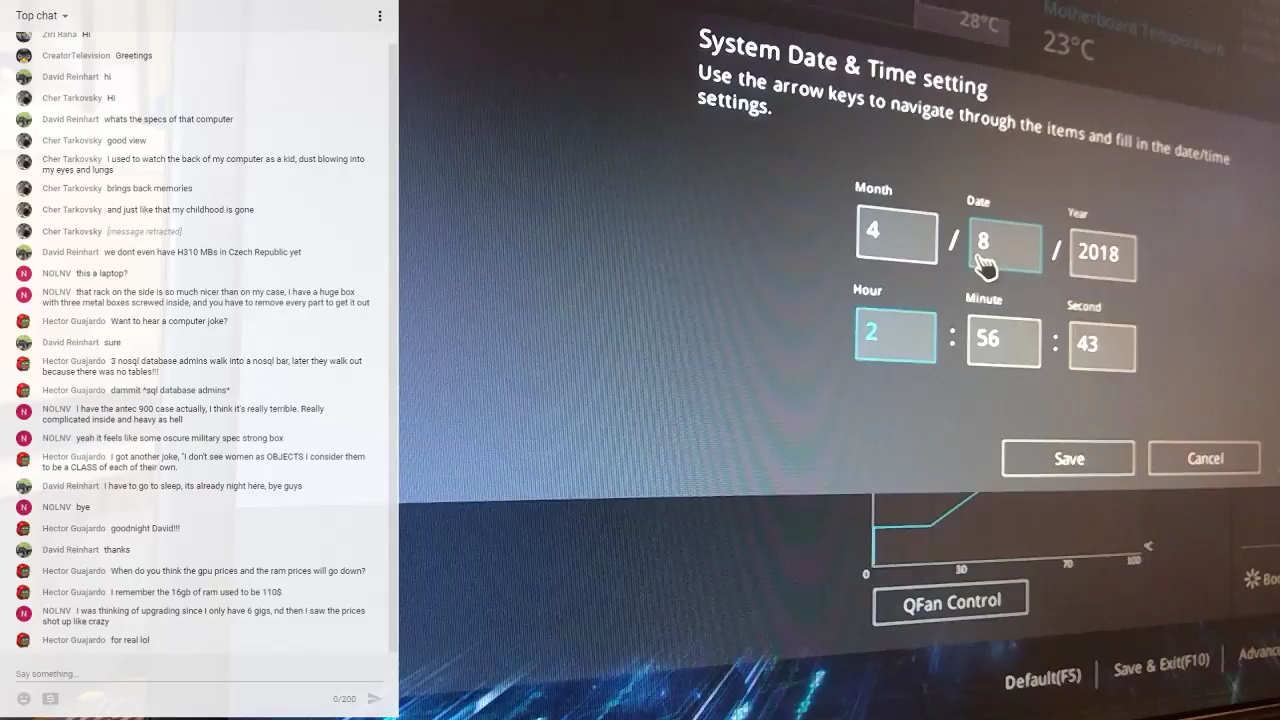 Top chat
Ziri Raha Hi
CreatorTelevision Greetings
David Reinhart hi
Cher Tarkovsky Hi
David Reinhart whats the specs of that computer
Cher Tarkovsky good view
Cher Tarkovsky I used to watch the back of my computer as a kid, dust blowing into
my eyes and lungs
Cher Tarkovsky brings back memories
Cher Tarkovsky and just like that my childhood is gone
Cher Tarkovsky [message retracted]
David Reinhart we dont even have H310 MBs in Czech Republic yet
N NOLNV this a laptop?
N NOLNV that rack on the side is so much nicer than on my case, I have a huge box
with three metal boxes screwed inside, and you have to remove every part to get it out
Hector Guajardo Want to hear a computer joke?
David Reinhart sure
Hector Guajardo 3 nosql database admins walk into a nosql bar, later they walk out
because there was no tables!!!
Hector Guajardo dammit *sql database admins*
N NOLNV I have the antec 900 case actually, I think it's really terrible. Really
complicated inside and heavy as hell
N NOLNV yeah it feels like some oscure military spec strong box
Hector Guajardo I got another joke, "I don't see women as OBJECTS I consider them
to be a CLASS of each of their own.
David Reinhart I have to go to sleep, its already night here, bye guys
N NOLNV bye
Hector Guajardo goodnight David!!!
David Reinhart thanks
Hector Guajardo When do you think the gpu prices and the ram prices will go down?
Hector Guajardo I remember the 16gb of ram used to be 110$
N NOLNV I was thinking of upgrading since I only have 6 gigs, nd then I saw the prices
shot up like crazy
Hector Guajardo for real lol
Say something...
0/200
28°C
Motherboard Temperature
23°C
System Date & Time setting
Use the arrow keys to navigate through the items and fill in the date/time
settings.
Month Date Year
4 / 8 / 2018
Hour Minute Second
2 : 56 : 43
Save Cancel
0 30 70 100
QFan Control
Default(F5) Save & Exit(F10)